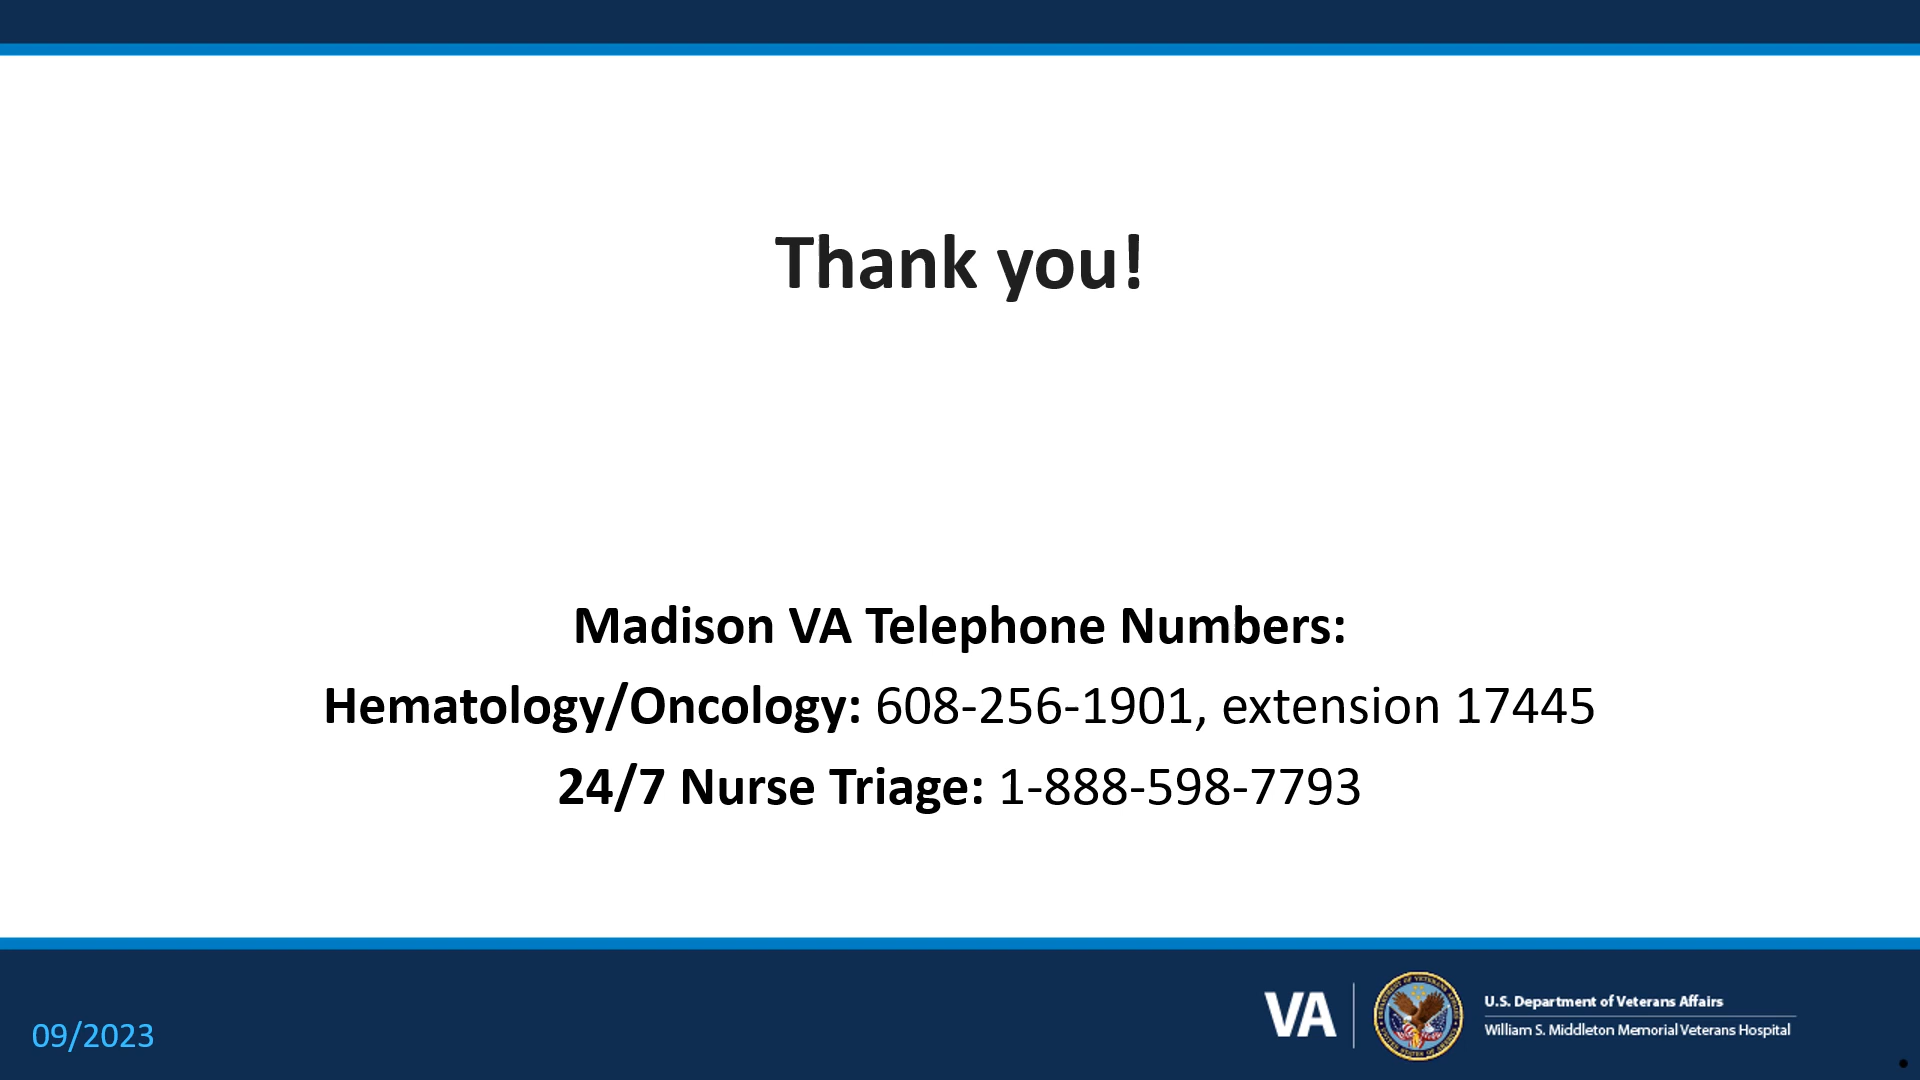 Thank you!
Madison VA Telephone Numbers:
Hematology/Oncology: 608-256-1901, extension 17445
24/7 Nurse Triage: 1-888-598-7793
09/2023
VA
U.S. Department of Veterans Affairs
William S. Middleton Memorial Veterans Hospital